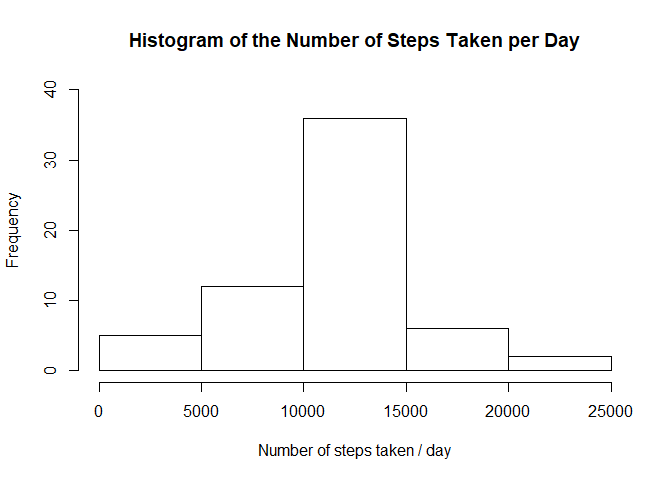 Histogram of the Number of Steps Taken per Day
Frequency
40
30
20
10
0
0 5000 10000 15000 20000 25000
Number of steps taken / day